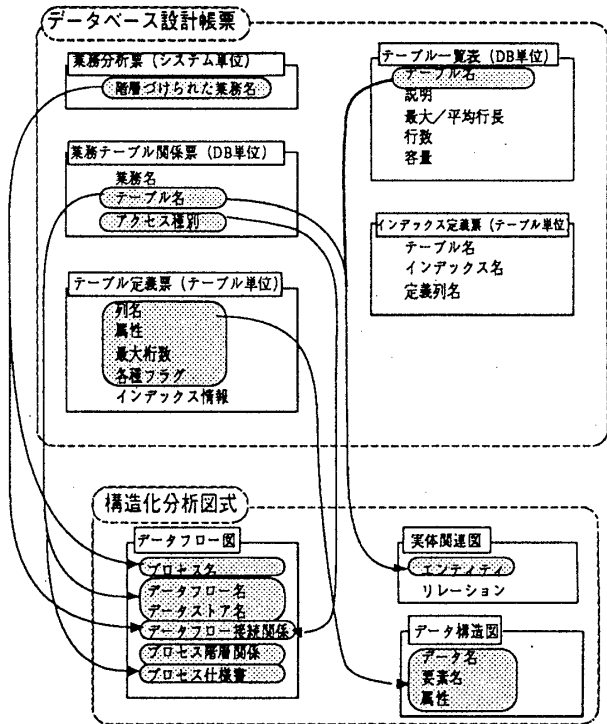 データベース設計帳票
業務分析票（システム単位）
階層づけられた業務名
業務テーブル関係票（DB単位）
業務名
テーブル名
アクセス種別
テーブル定義票（テーブル単位）
列名
属性
最大桁数
各種フラグ
インデックス情報
テーブル一覧表（DB単位）
テーブル名
説明
最大／平均行長
行数
容量
インデックス定義票（テーブル単位
テーブル名
インデックス名
定義列名
構造化分析図式
データフロー図
プロセス名
データフロー名
データストア名
データフロー接続関係
プロセス階層関係
プロセス仕様書
実体関連図
エンティティ
リレーション
データ構造図
データ名
要素名
属性